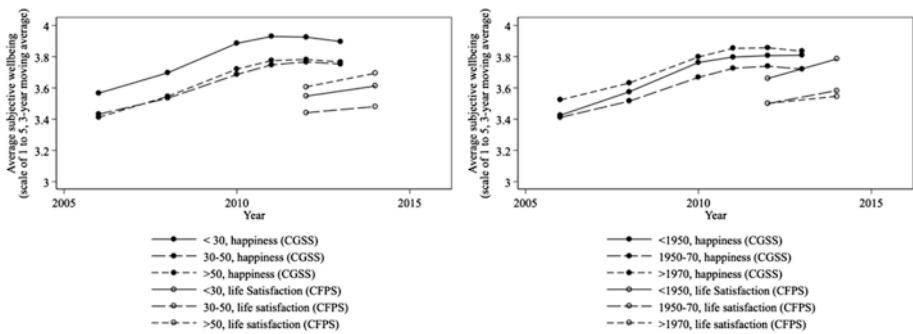 Average subjective wellbeing
(scale of 1 to 5, 3-year moving average)
4
3.8
3.6
3.4
3.2
3
2005
2010
2015
Year
< 30, happiness (CGSS)
30-50, happiness (CGSS)
>50, happiness (CGSS)
<30, life Satisfaction (CFPS)
30-50, life satisfaction (CFPS)
>50, life satisfaction (CFPS)
Average subjective wellbeing
(scale of 1 to 5, 3-year moving average)
4
3.8
3.6
3.4
3.2
3
2005
2010
2015
Year
<1950, happiness (CGSS)
1950-70, happiness (CGSS)
>1970, happiness (CGSS)
<1950, life satisfaction (CFPS)
1950-70, life satisfaction (CFPS)
>1970, life satisfaction (CFPS)